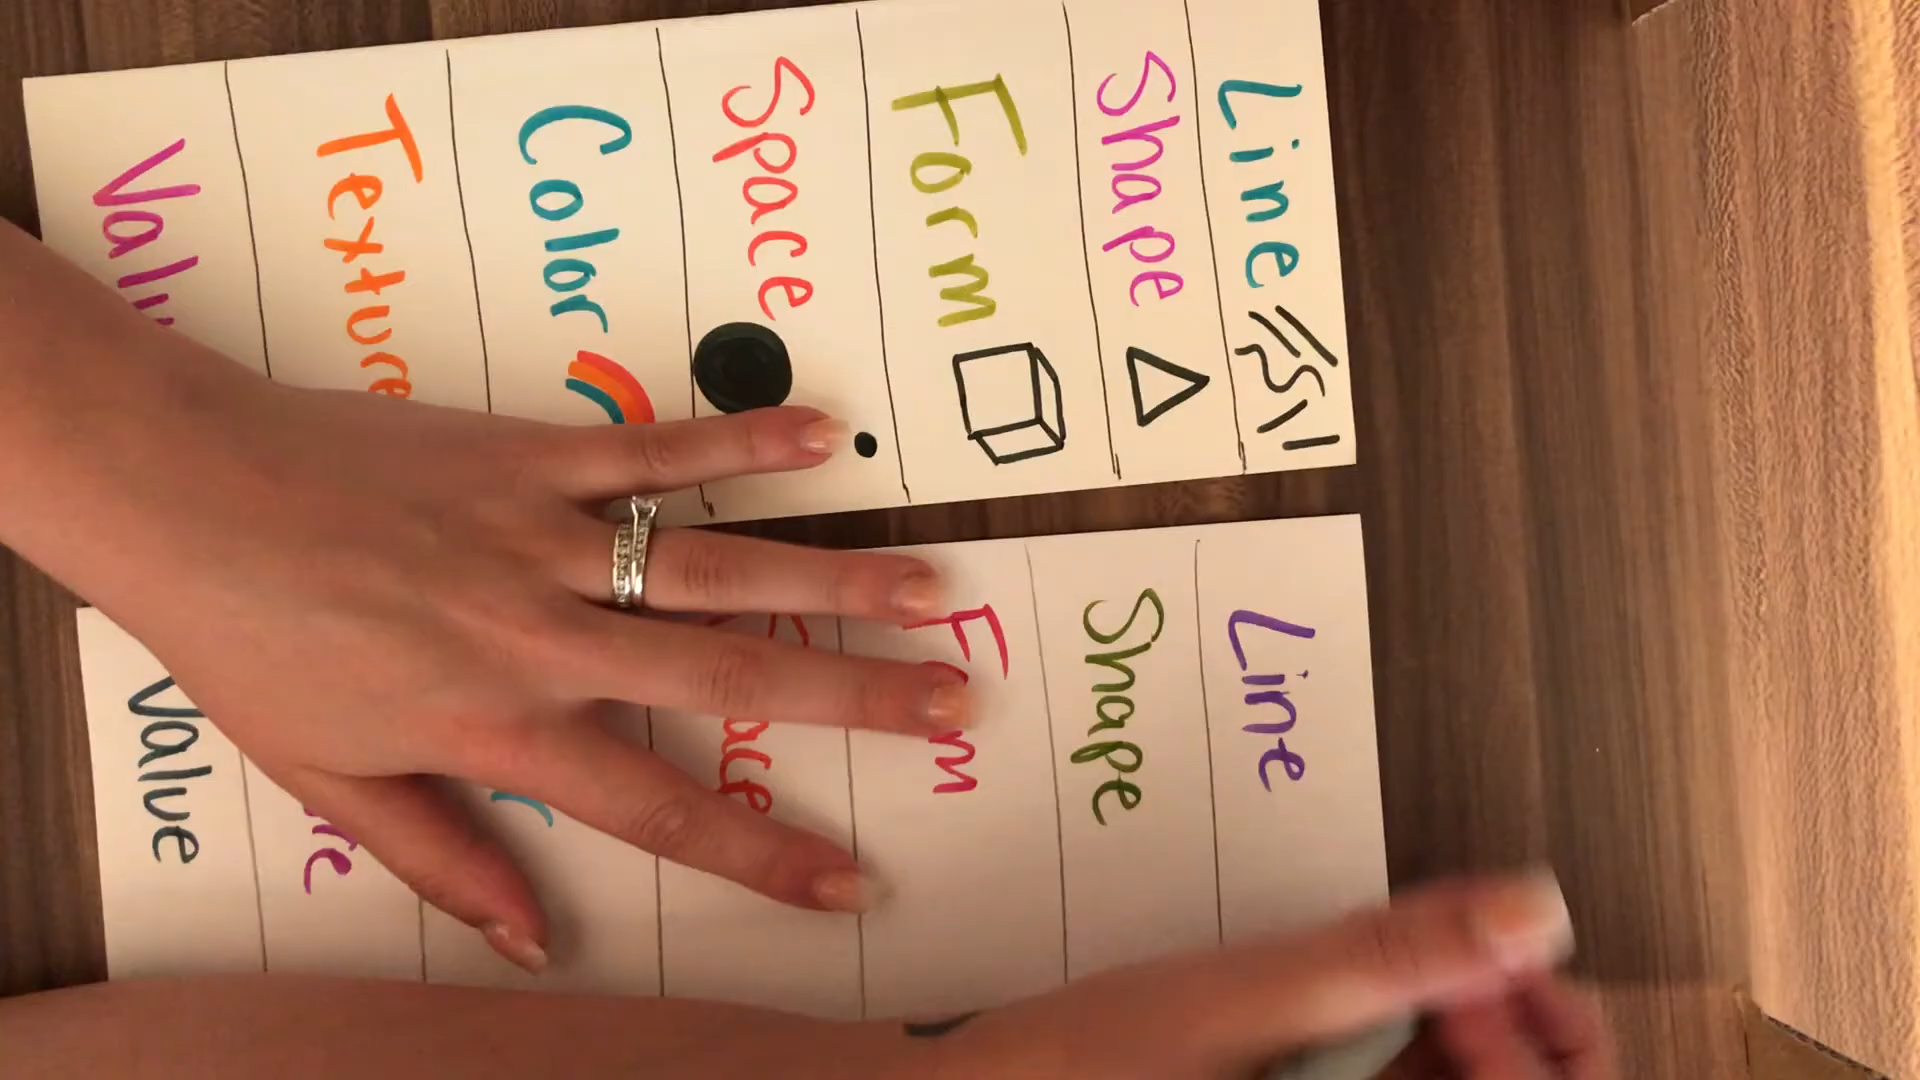 Line
Shape
Form
Space
Color
Texture
Line
Shape
Form
Value